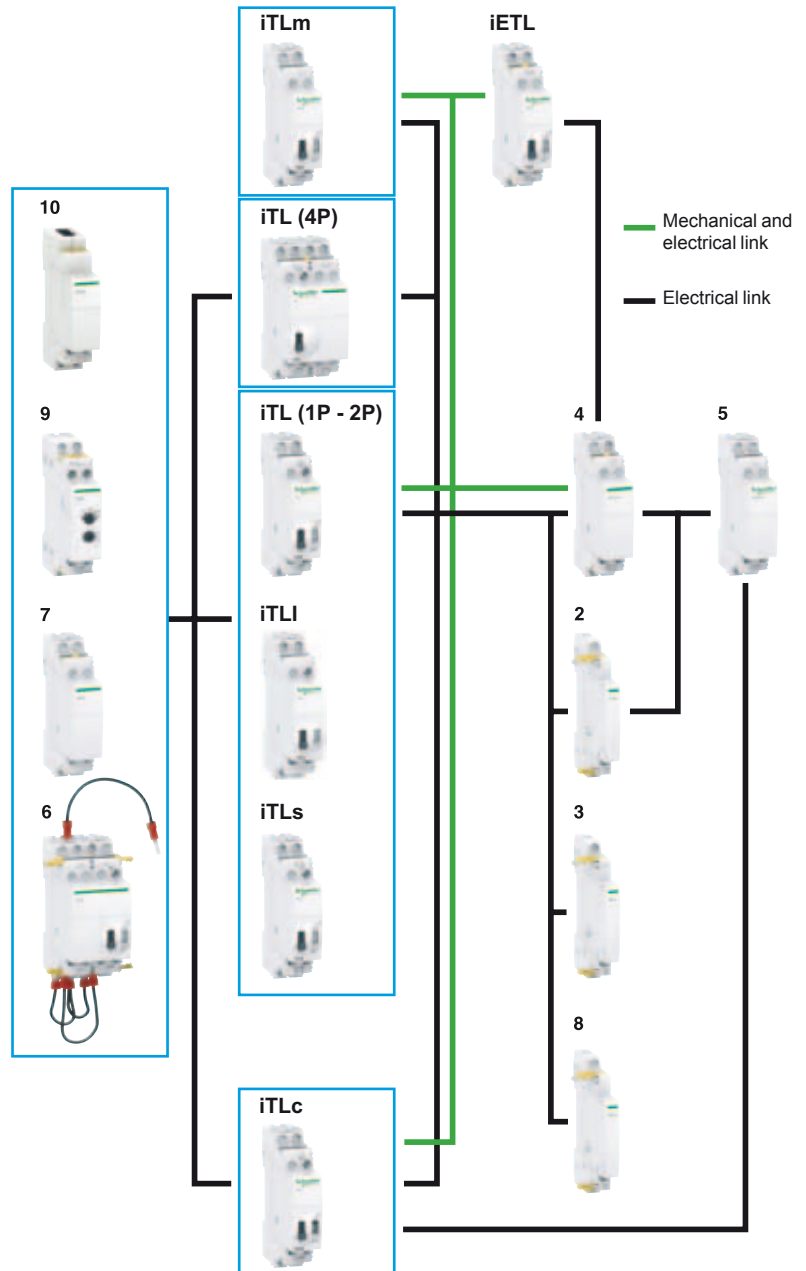 iTLm
iETL
10
iTL (4P)
Mechanical and
electrical link
Electrical link
9
iTL (1P - 2P)
4
5
7
iTLI
2
6
iTLs
3
8
iTLc